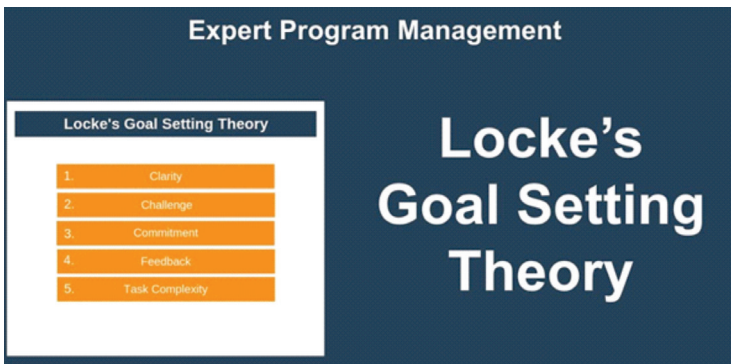 Expert Program Management
Locke's Goal Setting Theory
1. Clarity
2. Challenge
3. Commitment
4. Feedback
5. Task Complexity
Locke’s
Goal Setting
Theory